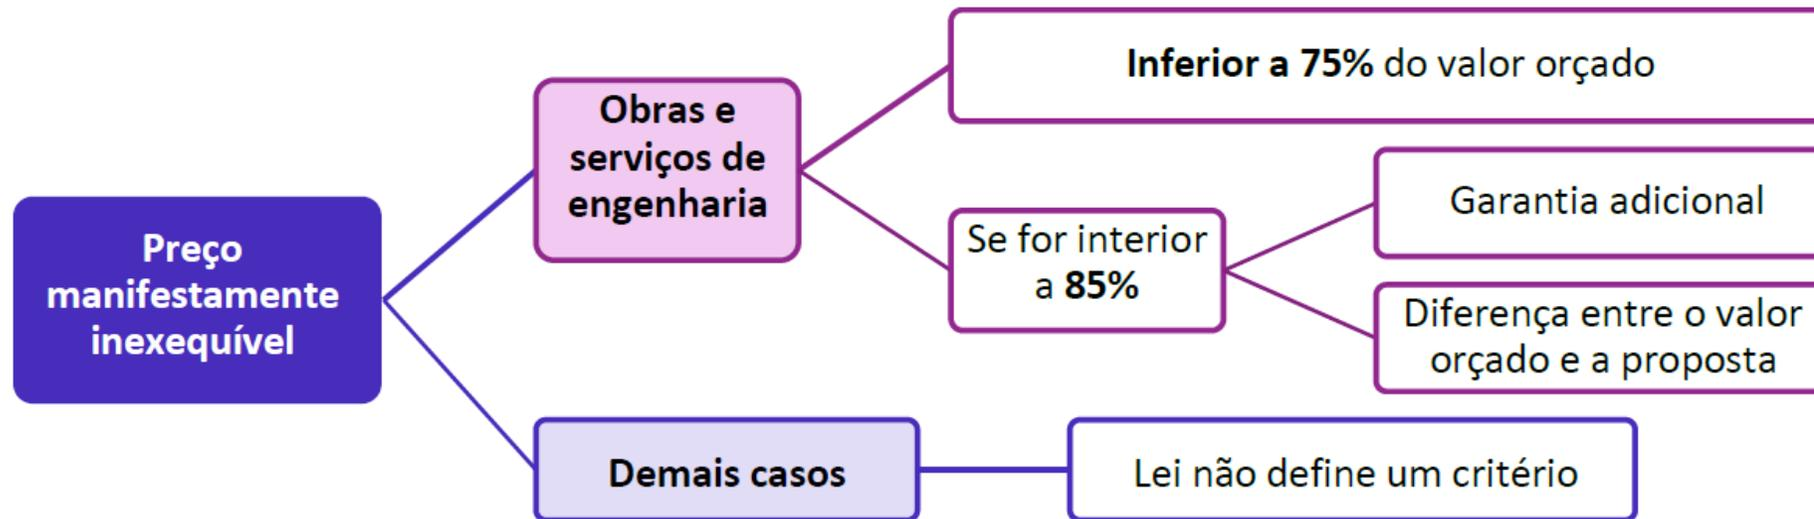 Preço
manifestamente
inexequível
Obras e
serviços de
engenharia
Inferior a 75% do valor orçado
Se for interior
a 85%
Garantia adicional
Diferença entre o valor
orçado e a proposta
Demais casos
Lei não define um critério